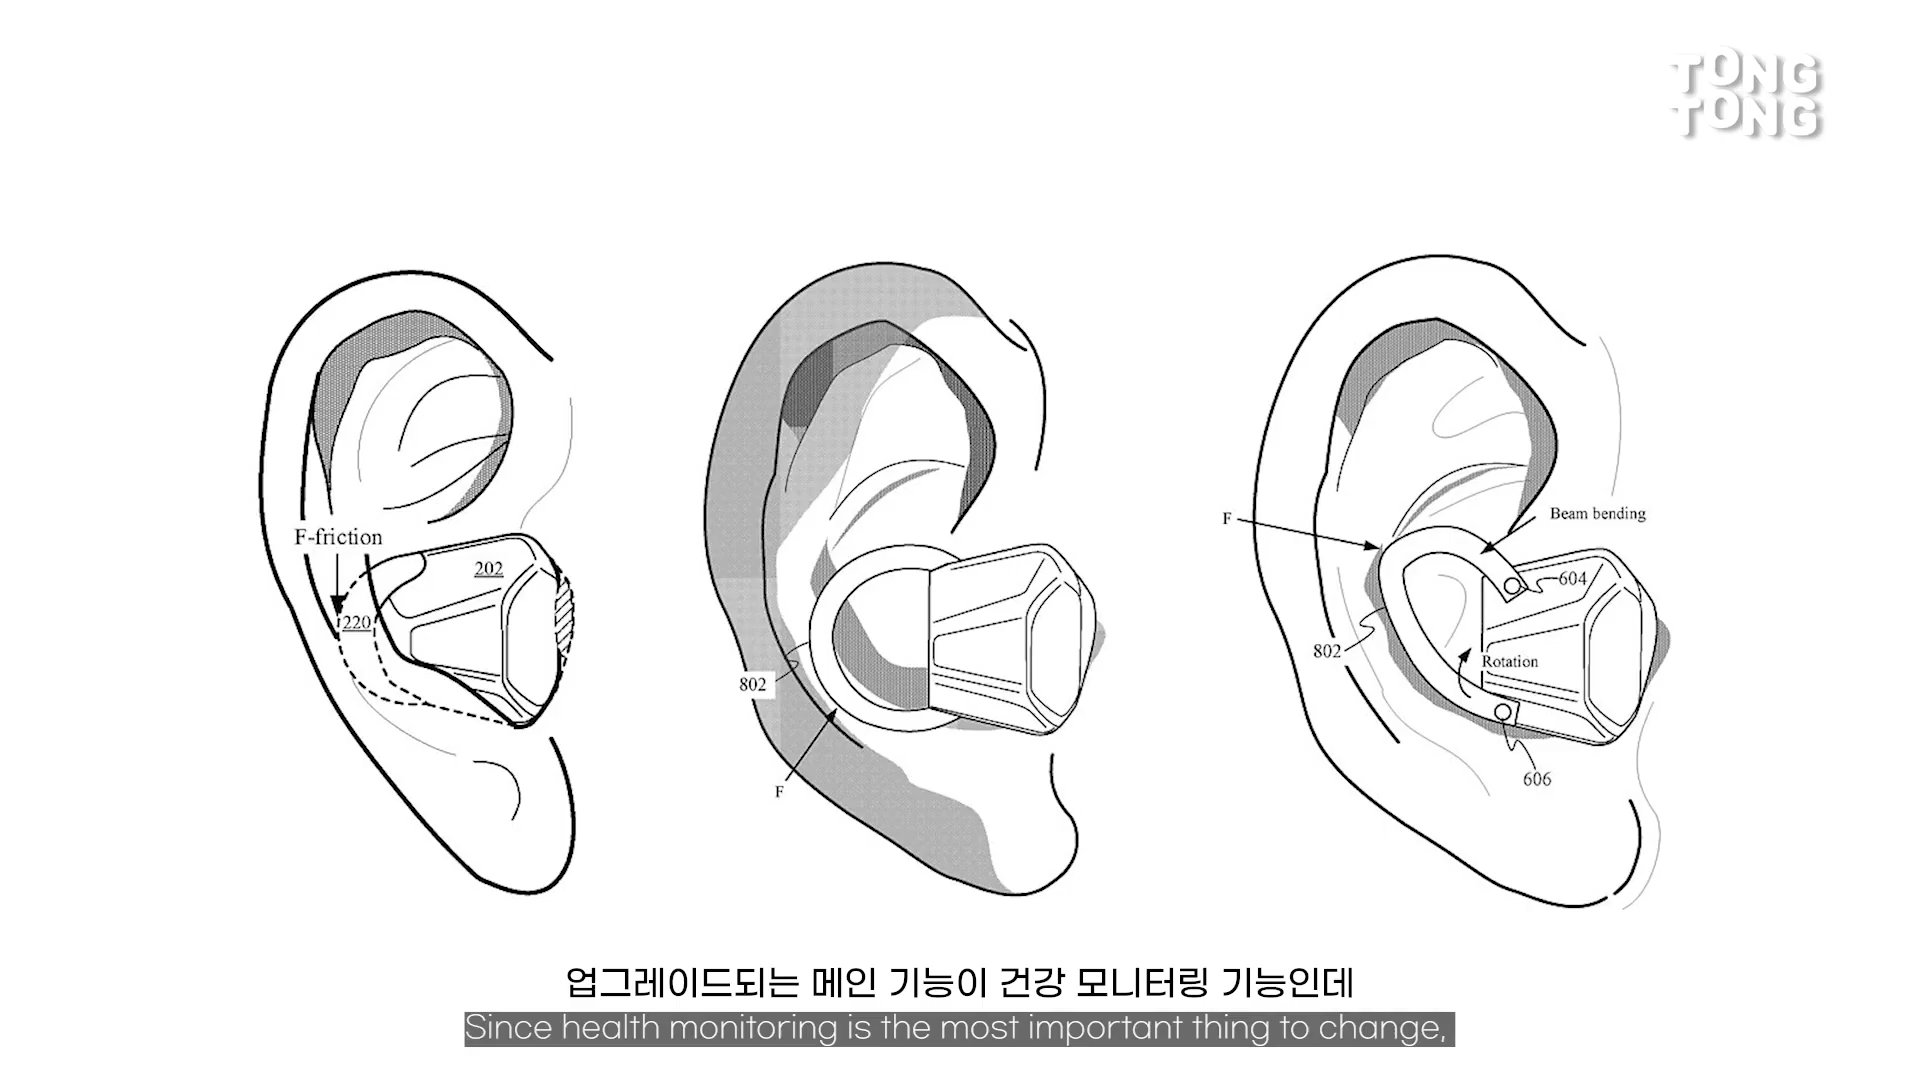 TONG
TONG
F-friction
202
220
802
F
F
Beam bending
604
802
Rotation
606
업그레이드되는 메인 기능이 건강 모니터링 기능인데
Since health monitoring is the most important thing to change,